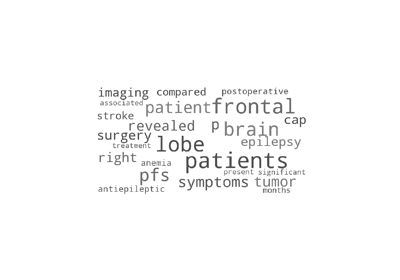 imaging compared postoperative
associated patient frontal
stroke revealed p brain cap
surgery lobe epilepsy
treatment
right anemia patients
pfs present significant
antiepileptic symptoms tumor
months